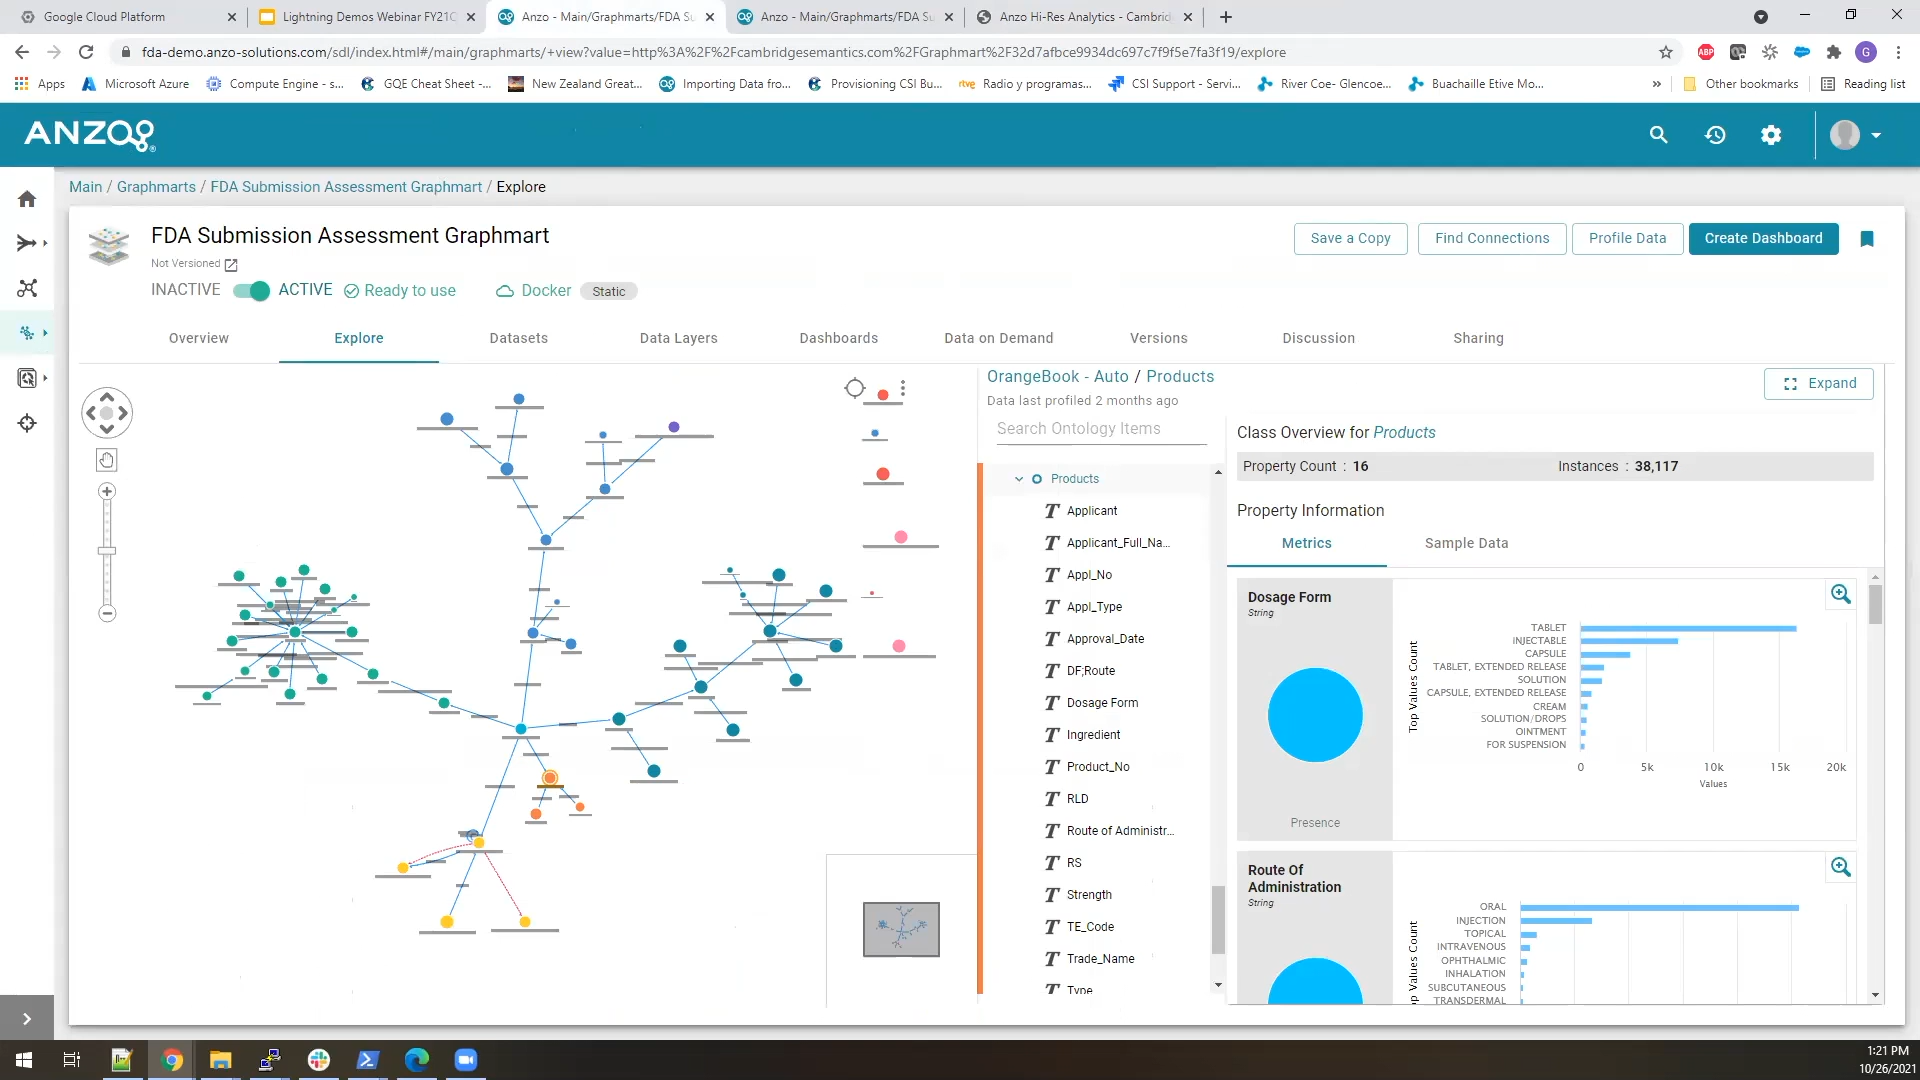 Google Cloud Platform
Lightning Demos Webinar FY21Q
Anzo - Main/Graphmarts/FDA Su
Anzo - Main/Graphmarts/FDA Su
Anzo Hi-Res Analytics - Cambrid
fda-demo.anzo-solutions.com/sdl/index.html#/main/graphmarts/+view?value=http%3A%2F%2Fcambridgesemantics.com%2FGraphmart%2F32d7afbce9934dc697c7f9f5e7fa3f19/explore
ABP
G
Apps
Microsoft Azure
Compute Engine - s...
GQE Cheat Sheet -...
New Zealand Great...
Importing Data fro...
Provisioning CSI Bu...
rtve Radio y programas...
CSI Support - Servi...
River Coe- Glencoe...
Buachaille Etive Mo...
»
Other bookmarks
Reading list
ANZO
Main / Graphmarts / FDA Submission Assessment Graphmart / Explore
FDA Submission Assessment Graphmart
Not Versioned
INACTIVE
ACTIVE
Ready to use
Docker
Static
Save a Copy
Find Connections
Profile Data
Create Dashboard
Overview
Explore
Datasets
Data Layers
Dashboards
Data on Demand
Versions
Discussion
Sharing
OrangeBook - Auto / Products
Data last profiled 2 months ago
Expand
Search Ontology Items
Products
T Applicant
T Applicant_Full_Na...
T Appl_No
T Appl_Type
T Approval_Date
T DF;Route
T Dosage Form
T Ingredient
T Product_No
T RLD
T Route of Administr...
T RS
T Strength
T TE_Code
T Trade_Name
T Type
Class Overview for Products
Property Count : 16
Instances : 38,117
Property Information
Metrics
Sample Data
Dosage Form
String
Presence
Top Values Count
TABLET
INJECTABLE
CAPSULE
TABLET, EXTENDED RELEASE
SOLUTION
CAPSULE, EXTENDED RELEASE
CREAM
SOLUTION/DROPS
OINTMENT
FOR SUSPENSION
0
5k
10k
15k
20k
Values
Route Of
Administration
String
op Values Count
ORAL
INJECTION
TOPICAL
INTRAVENOUS
OPHTHALMIC
INHALATION
SUBCUTANEOUS
TRANSDERMAL
1:21 PM
10/26/2021